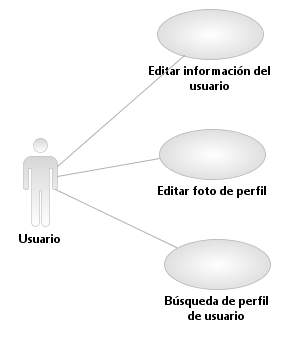 Editar información del
usuario
Editar foto de perfil
Usuario
Búsqueda de perfil
de usuario